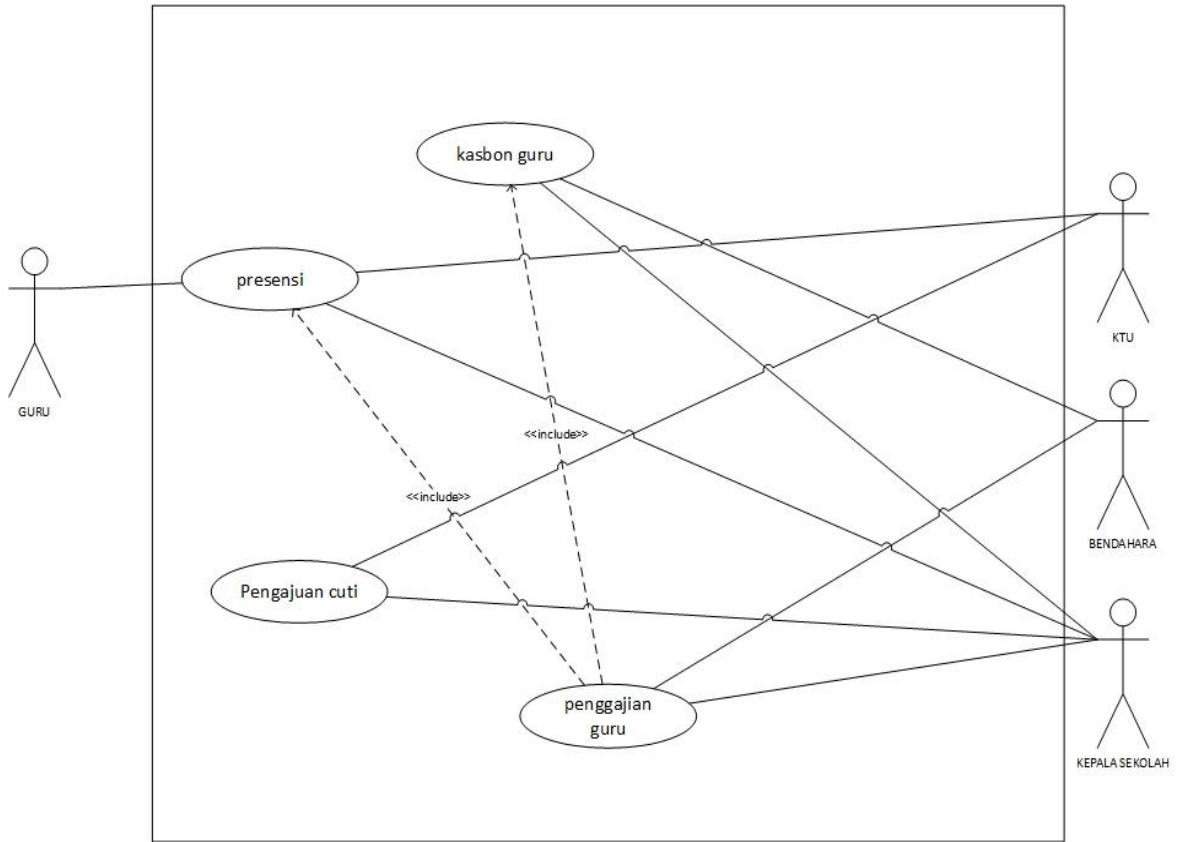 kasbon guru
presensi
GURU
KTU
<<include>>
<<include>>
BENDAHARA
Pengajuan cuti
penggajian
guru
KEPALA SEKOLAH